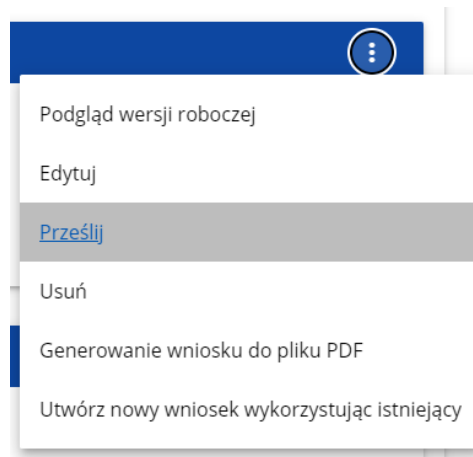 Podgląd wersji roboczej
Edytuj
Prześlij
Usuń
Generowanie wniosku do pliku PDF
Utwórz nowy wniosek wykorzystując istniejący